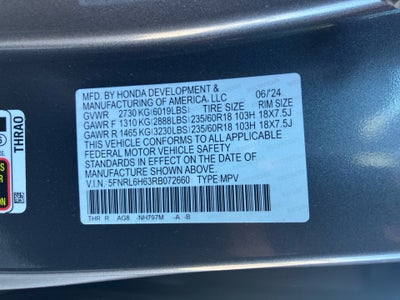 MFD. BY HONDA DEVELOPMENT & 06/'24
MANUFACTURING OF AMERICA, LLC
GVWR 2730 KG(6019LBS) TIRE SIZE RIM SIZE
GAWR F 1310 KG(2888LBS) 235/60R18 103H 18X7.5J
GAWR R 1465 KG(3230LBS) 235/60R18 103H 18X7.5J
THIS VEHICLE CONFORMS TO ALL APPLICABLE
FEDERAL MOTOR VEHICLE SAFETY
STANDARDS IN EFFECT ON THE DATE OF
MANUFACTURE SHOWN ABOVE.
V.I.N. 5FNRL6H63RB072660 TYPE:MPV
THR R AG8 -NH797M -A -B
THRA0